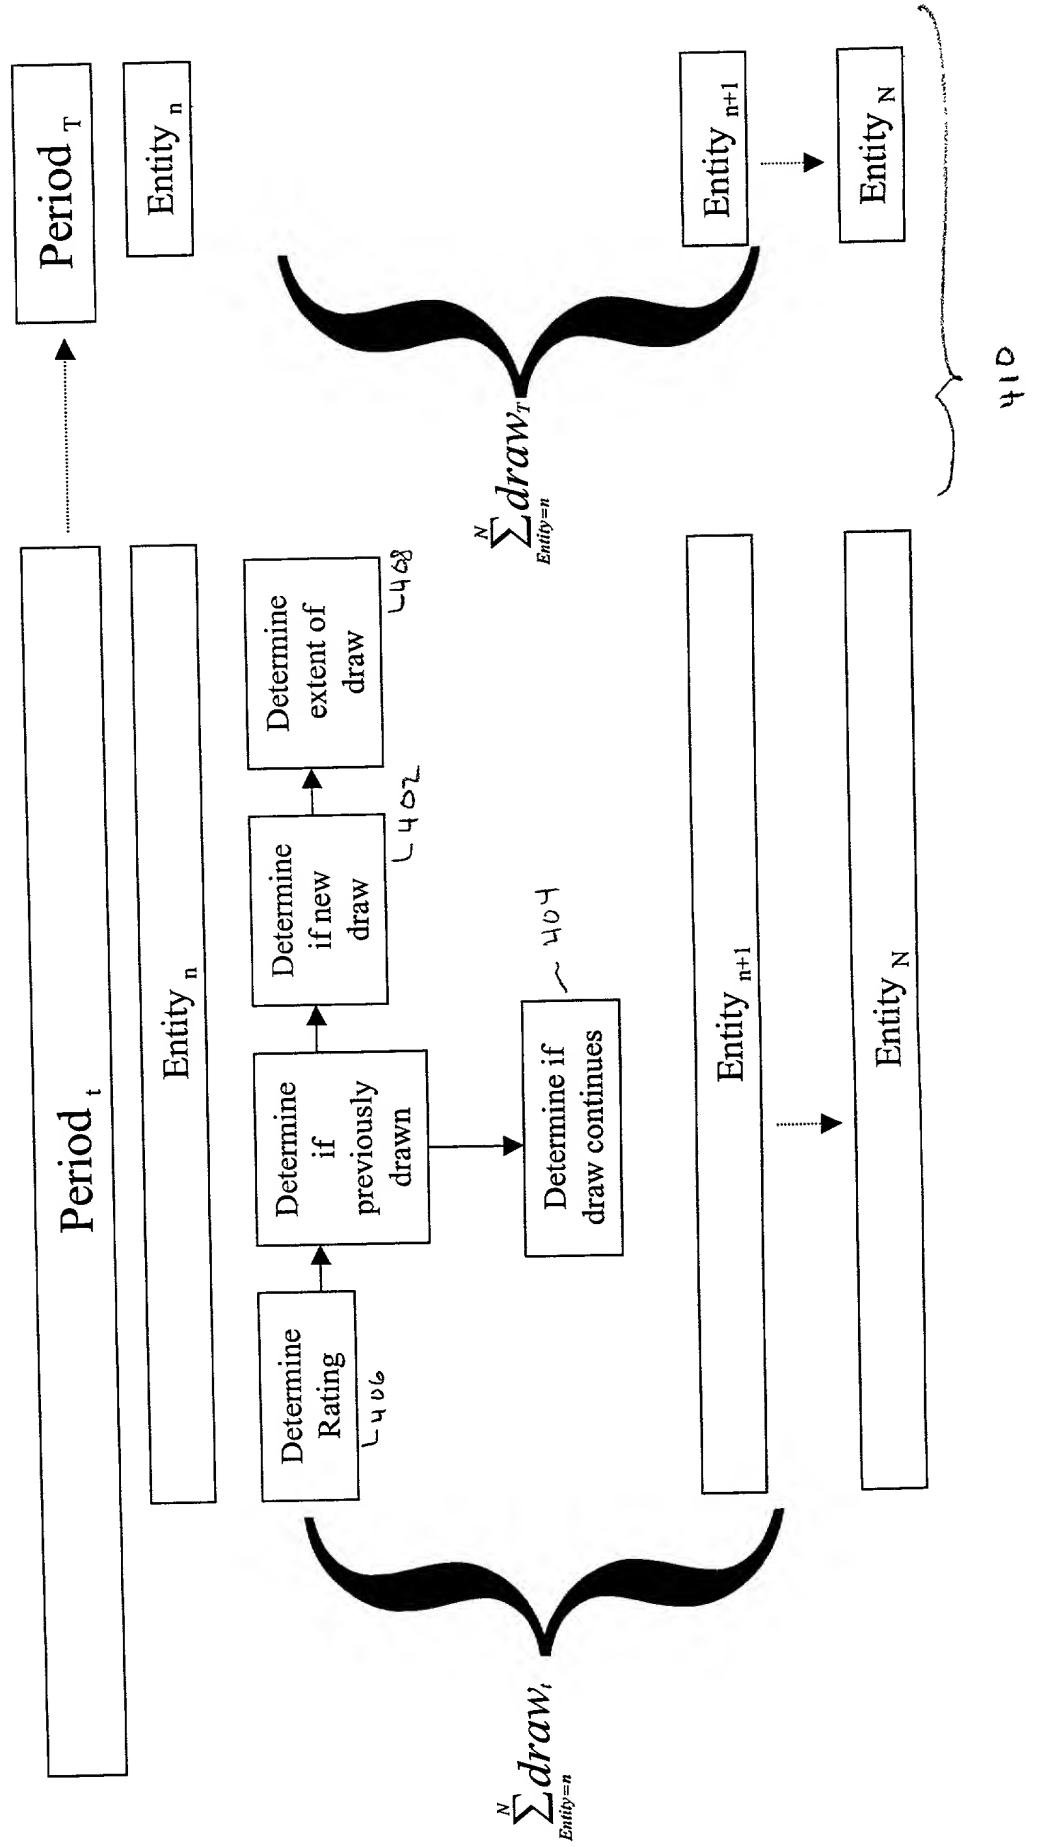 Period t
Period T
Entity n
Entity n
Determine
Rating
406
Determine
if
previously
drawn
Determine
if new
draw
402
Determine
extent of
draw
408
Determine if
draw continues
404
N
∑ draw t
Entity=n
N
∑ draw T
Entity=n
Entity n+1
Entity n+1
Entity N
Entity N
410